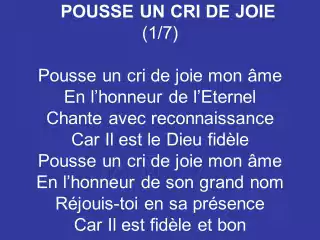 POUSSE UN CRI DE JOIE
(1/7)
Pousse un cri de joie mon âme
En l’honneur de l’Eternel
Chante avec reconnaissance
Car Il est le Dieu fidèle
Pousse un cri de joie mon âme
En l’honneur de son grand nom
Réjouis-toi en sa présence
Car Il est fidèle et bon